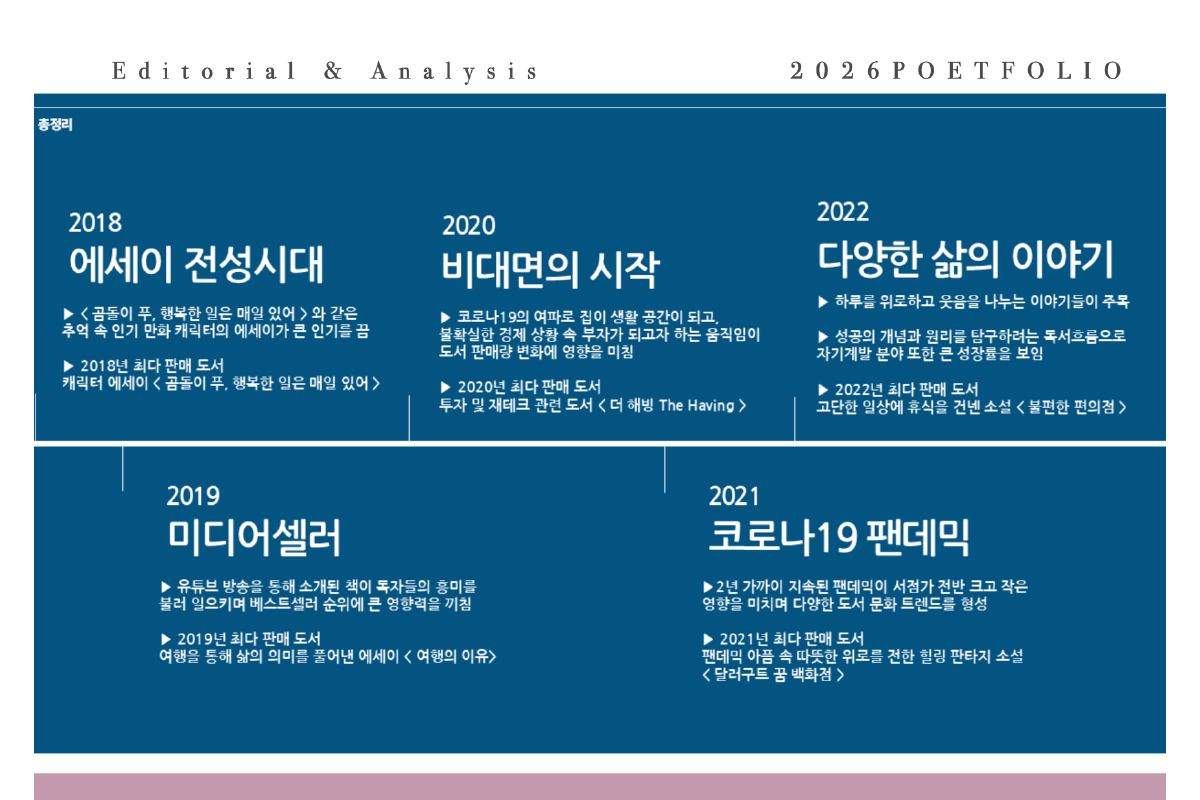 Editorial & Analysis
2026POETFOLIO
총정리
2018
에세이 전성시대
▶ < 곰돌이 푸, 행복한 일은 매일 있어 > 와 같은
추억 속 인기 만화 캐릭터의 에세이가 큰 인기를 끔
▶ 2018년 최다 판매 도서
캐릭터 에세이 < 곰돌이 푸, 행복한 일은 매일 있어 >
2020
비대면의 시작
▶ 코로나19의 여파로 집이 생활 공간이 되고,
불확실한 경제 상황 속 부자가 되고자 하는 움직임이
도서 판매량 변화에 영향을 미침
▶ 2020년 최다 판매 도서
투자 및 재테크 관련 도서 < 더 해빙 The Having >
2022
다양한 삶의 이야기
▶ 하루를 위로하고 웃음을 나누는 이야기들이 주목
▶ 성공의 개념과 원리를 탐구하려는 독서흐름으로
자기계발 분야 또한 큰 성장률을 보임
▶ 2022년 최다 판매 도서
고단한 일상에 휴식을 건넨 소설 < 불편한 편의점 >
2019
미디어셀러
▶ 유튜브 방송을 통해 소개된 책이 독자들의 흥미를
불러 일으키며 베스트셀러 순위에 큰 영향력을 끼침
▶ 2019년 최다 판매 도서
여행을 통해 삶의 의미를 풀어낸 에세이 < 여행의 이유>
2021
코로나19 팬데믹
▶2년 가까이 지속된 팬데믹이 서점가 전반 크고 작은
영향을 미치며 다양한 도서 문화 트렌드를 형성
▶ 2021년 최다 판매 도서
팬데믹 아픔 속 따뜻한 위로를 전한 힐링 판타지 소설
< 달러구트 꿈 백화점 >